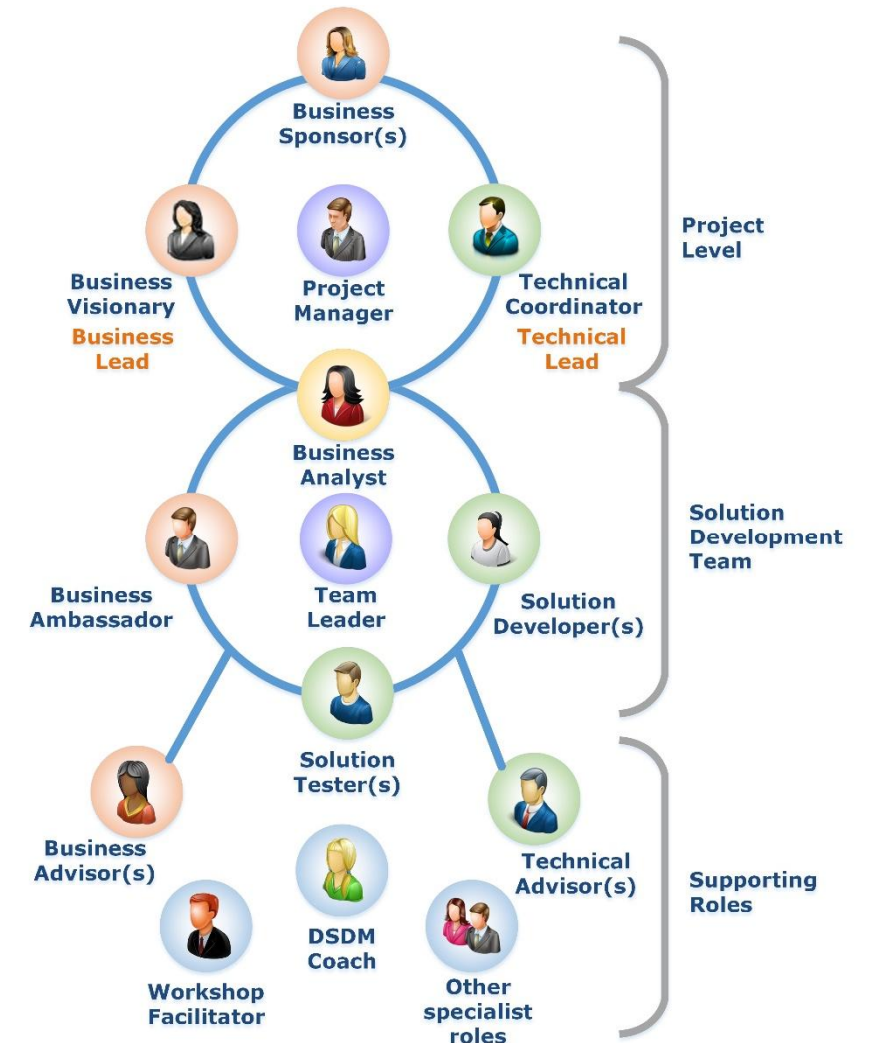 Business
Sponsor(s)
Business
Visionary
Business
Lead
Project
Manager
Technical
Coordinator
Technical
Lead
Project
Level
Business
Analyst
Business
Ambassador
Team
Leader
Solution
Developer(s)
Solution
Development
Team
Solution
Tester(s)
Business
Advisor(s)
Technical
Advisor(s)
Workshop
Facilitator
DSDM
Coach
Other
specialist
roles
Supporting
Roles